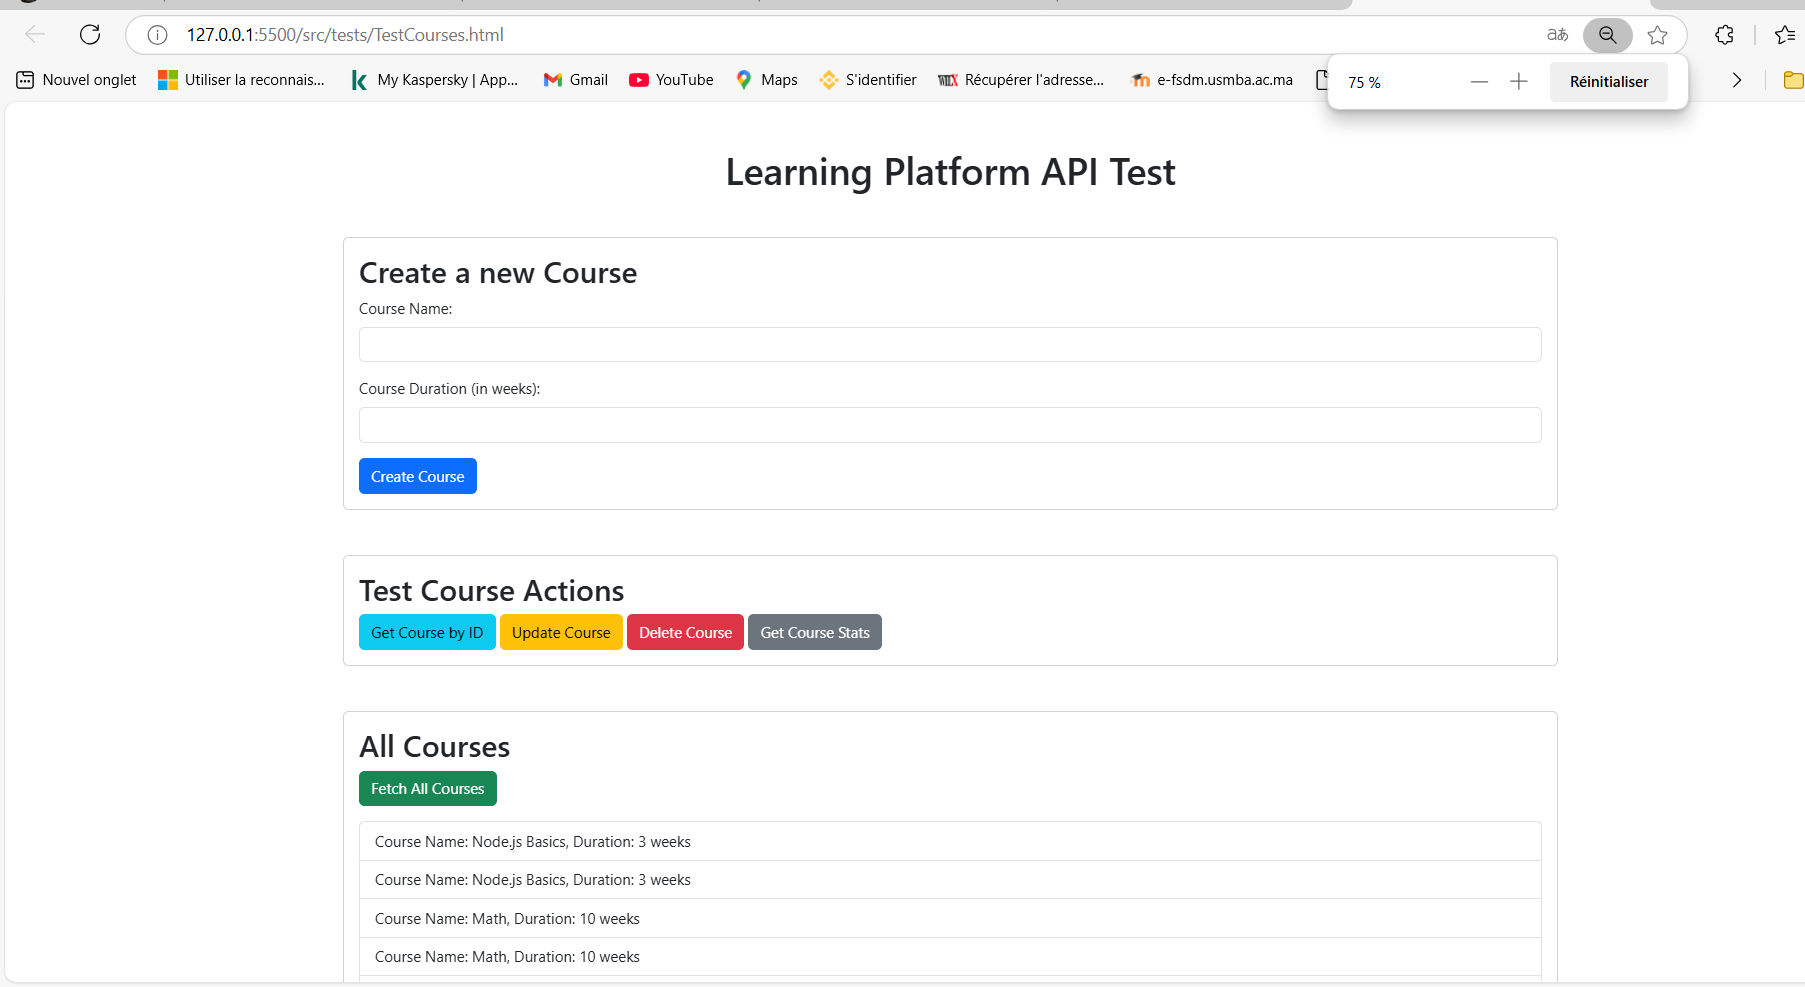 127.0.0.1:5500/src/tests/TestCourses.html
aあ
Nouvel onglet
Utiliser la reconnais...
My Kaspersky | App...
Gmail
YouTube
Maps
S'identifier
Récupérer l'adresse...
e-fsdm.usmba.ac.ma
75 %
Réinitialiser
Learning Platform API Test
Create a new Course
Course Name:
Course Duration (in weeks):
Create Course
Test Course Actions
Get Course by ID
Update Course
Delete Course
Get Course Stats
All Courses
Fetch All Courses
Course Name: Node.js Basics, Duration: 3 weeks
Course Name: Node.js Basics, Duration: 3 weeks
Course Name: Math, Duration: 10 weeks
Course Name: Math, Duration: 10 weeks